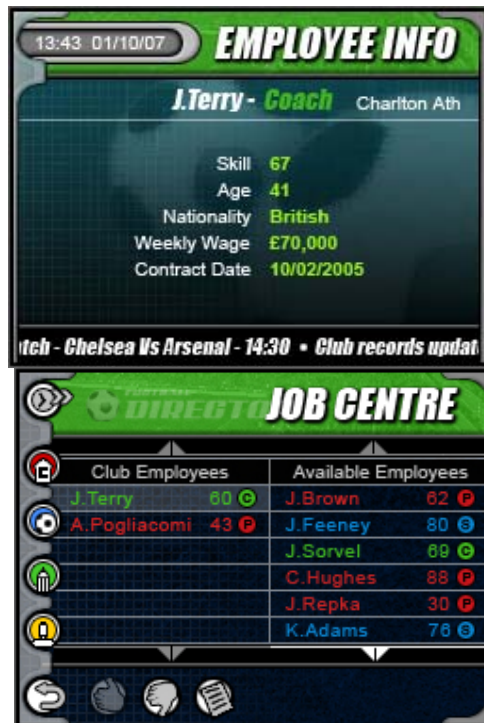 13:43 01/10/07 EMPLOYEE INFO
J.Terry - Coach Charlton Ath
Skill 67
Age 41
Nationality British
Weekly Wage £70,000
Contract Date 10/02/2005
tch - Chelsea Vs Arsenal - 14:30 • Club records updat
FOOTBALL
DIRECTO JOB CENTRE
Club Employees Available Employees
J.Terry 60 C J.Brown 62 P
A.Pogliacomi 43 P J.Feeney 80 S
J.Sorvel 69 C
C.Hughes 88 P
J.Repka 30 P
K.Adams 76 S